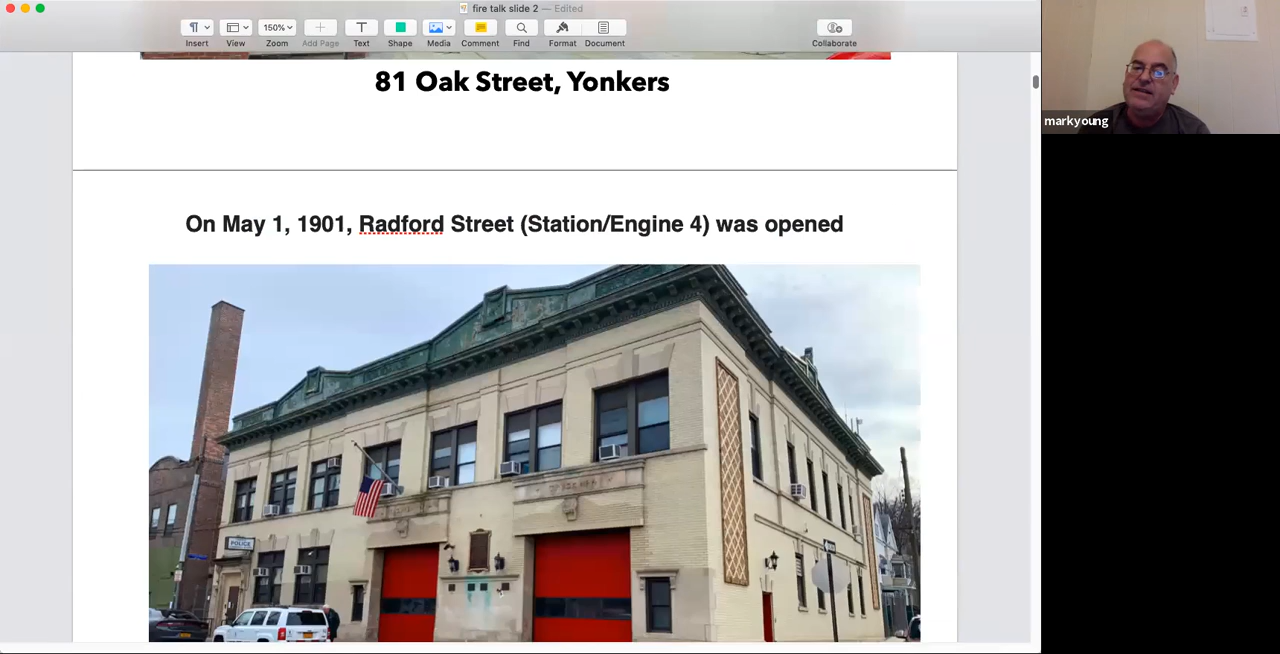 fire talk slide 2 — Edited
150%
Insert View Zoom Add Page Text Shape Media Comment Find Format Document Collaborate
81 Oak Street, Yonkers
markyoung
On May 1, 1901, Radford Street (Station/Engine 4) was opened
POLICE